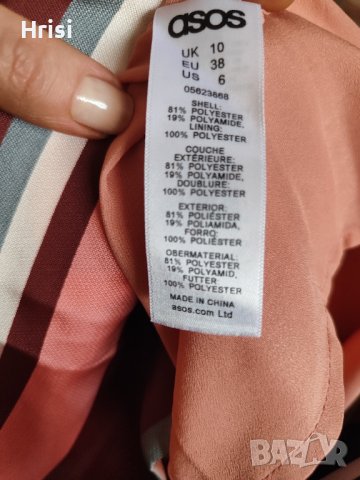 Hrisi
asos
UK 10
EU 38
US 6
05623868
SHELL:
81% POLYESTER
19% POLYAMIDE,
LINING:
100% POLYESTER
COUCHE
EXTÉRIEURE:
81% POLYESTER
19% POLYAMIDE,
DOUBLURE:
100% POLYESTER
EXTERIOR:
81% POLIÉSTER
19% POLIAMIDA,
FORRO:
100% POLIÉSTER
OBERMATERIAL:
81% POLYESTER
19% POLYAMID,
FUTTER:
100% POLYESTER
MADE IN CHINA
asos.com Ltd
BAZAR
bg